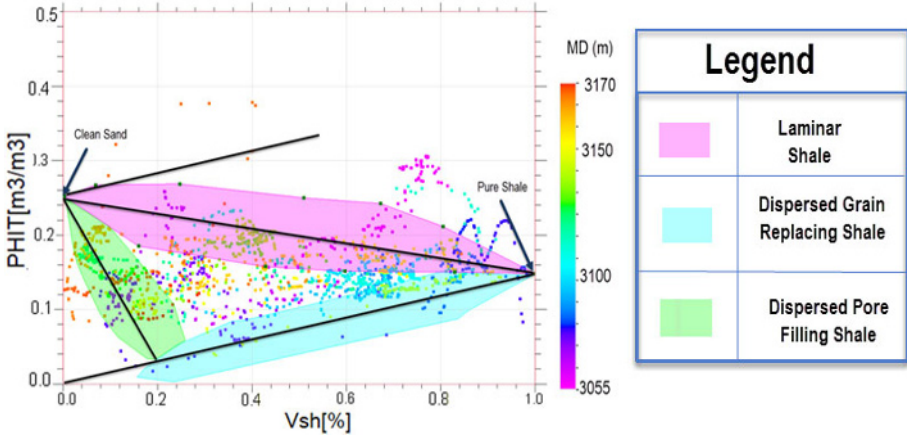 0.5
0.4
1.3
0.2
0.1
0.0
PHIT[m3/m3]
Clean Sand
Pure Shale
0.0
0.2
0.4
0.6
0.8
1.0
Vsh[%]
MD (m)
3170
3150
3100
3055
Legend
Laminar
Shale
Dispersed Grain
Replacing Shale
Dispersed Pore
Filling Shale